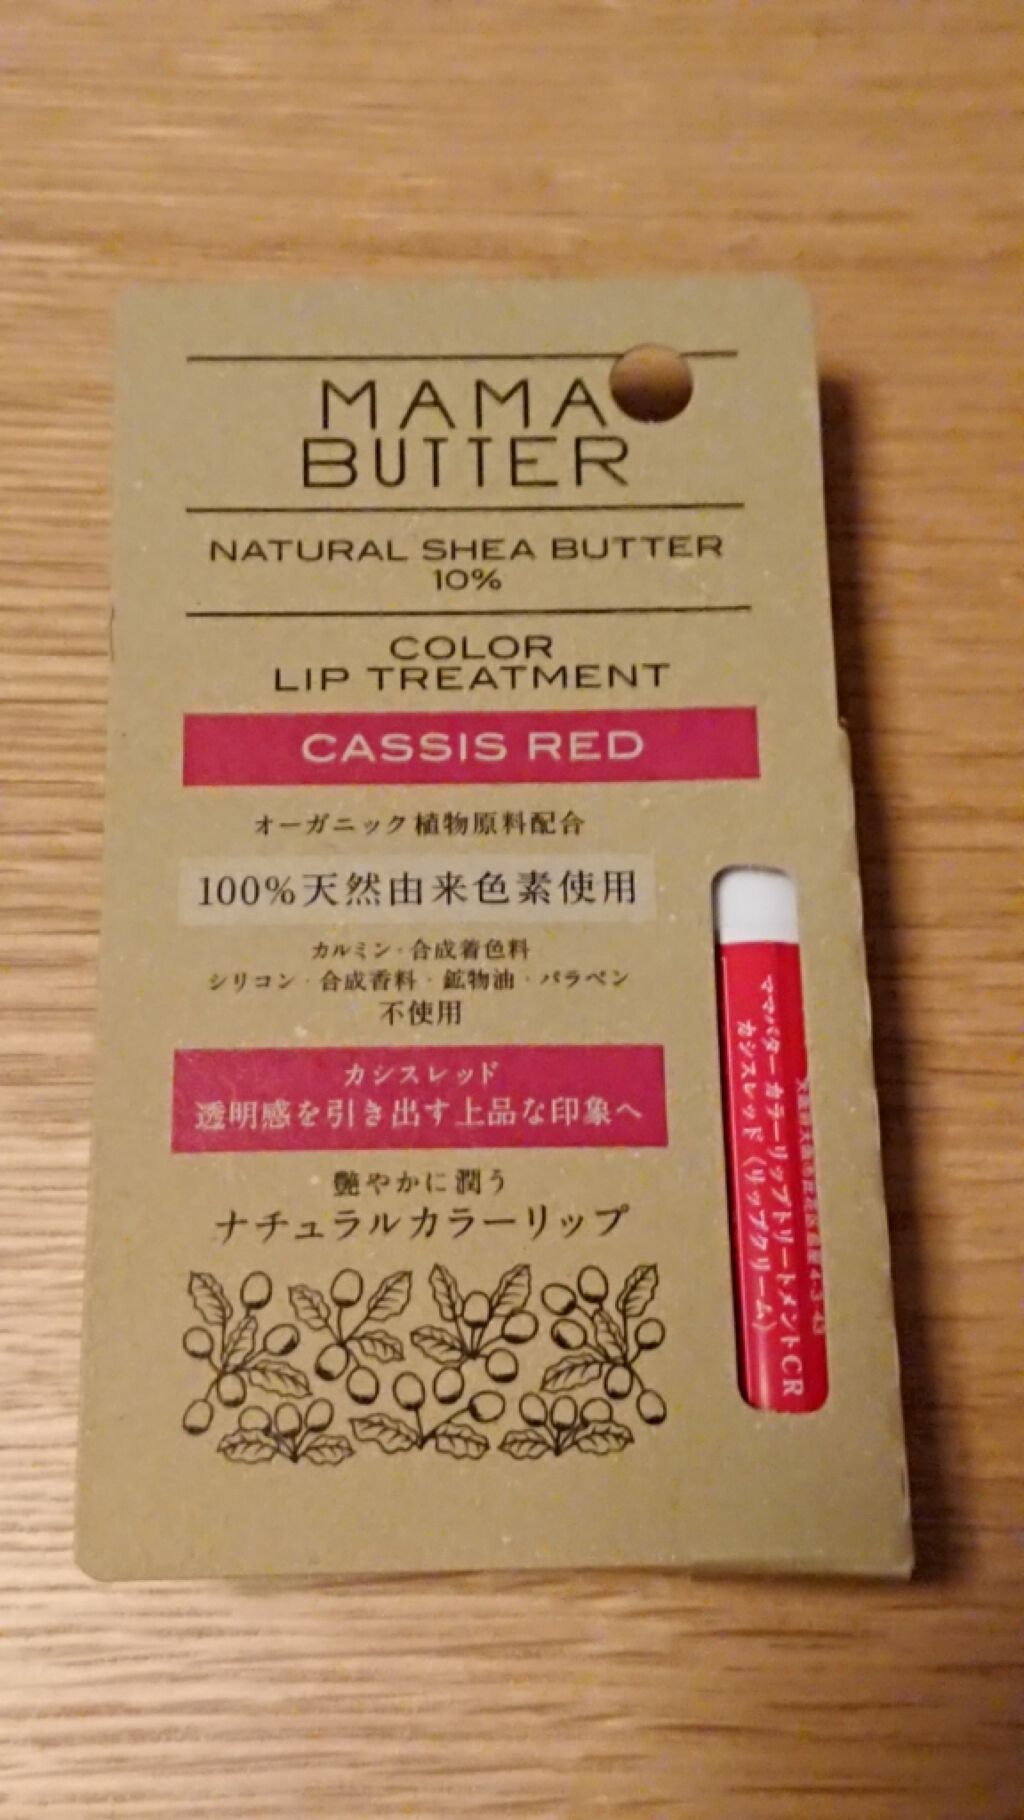 MAMA
BUTTER
NATURAL SHEA BUTTER
10%
COLOR
LIP TREATMENT
CASSIS RED
オーガニック植物原料配合
100%天然由来色素使用
カルミン・合成着色料
シリコン・合成香料・鉱物油・パラベン
不使用
カシスレッド
透明感を引き出す上品な印象へ
艶やかに潤う
ナチュラルカラーリップ
ママバター カラーリップトリートメントCR
カシスレッド(リップクリーム)